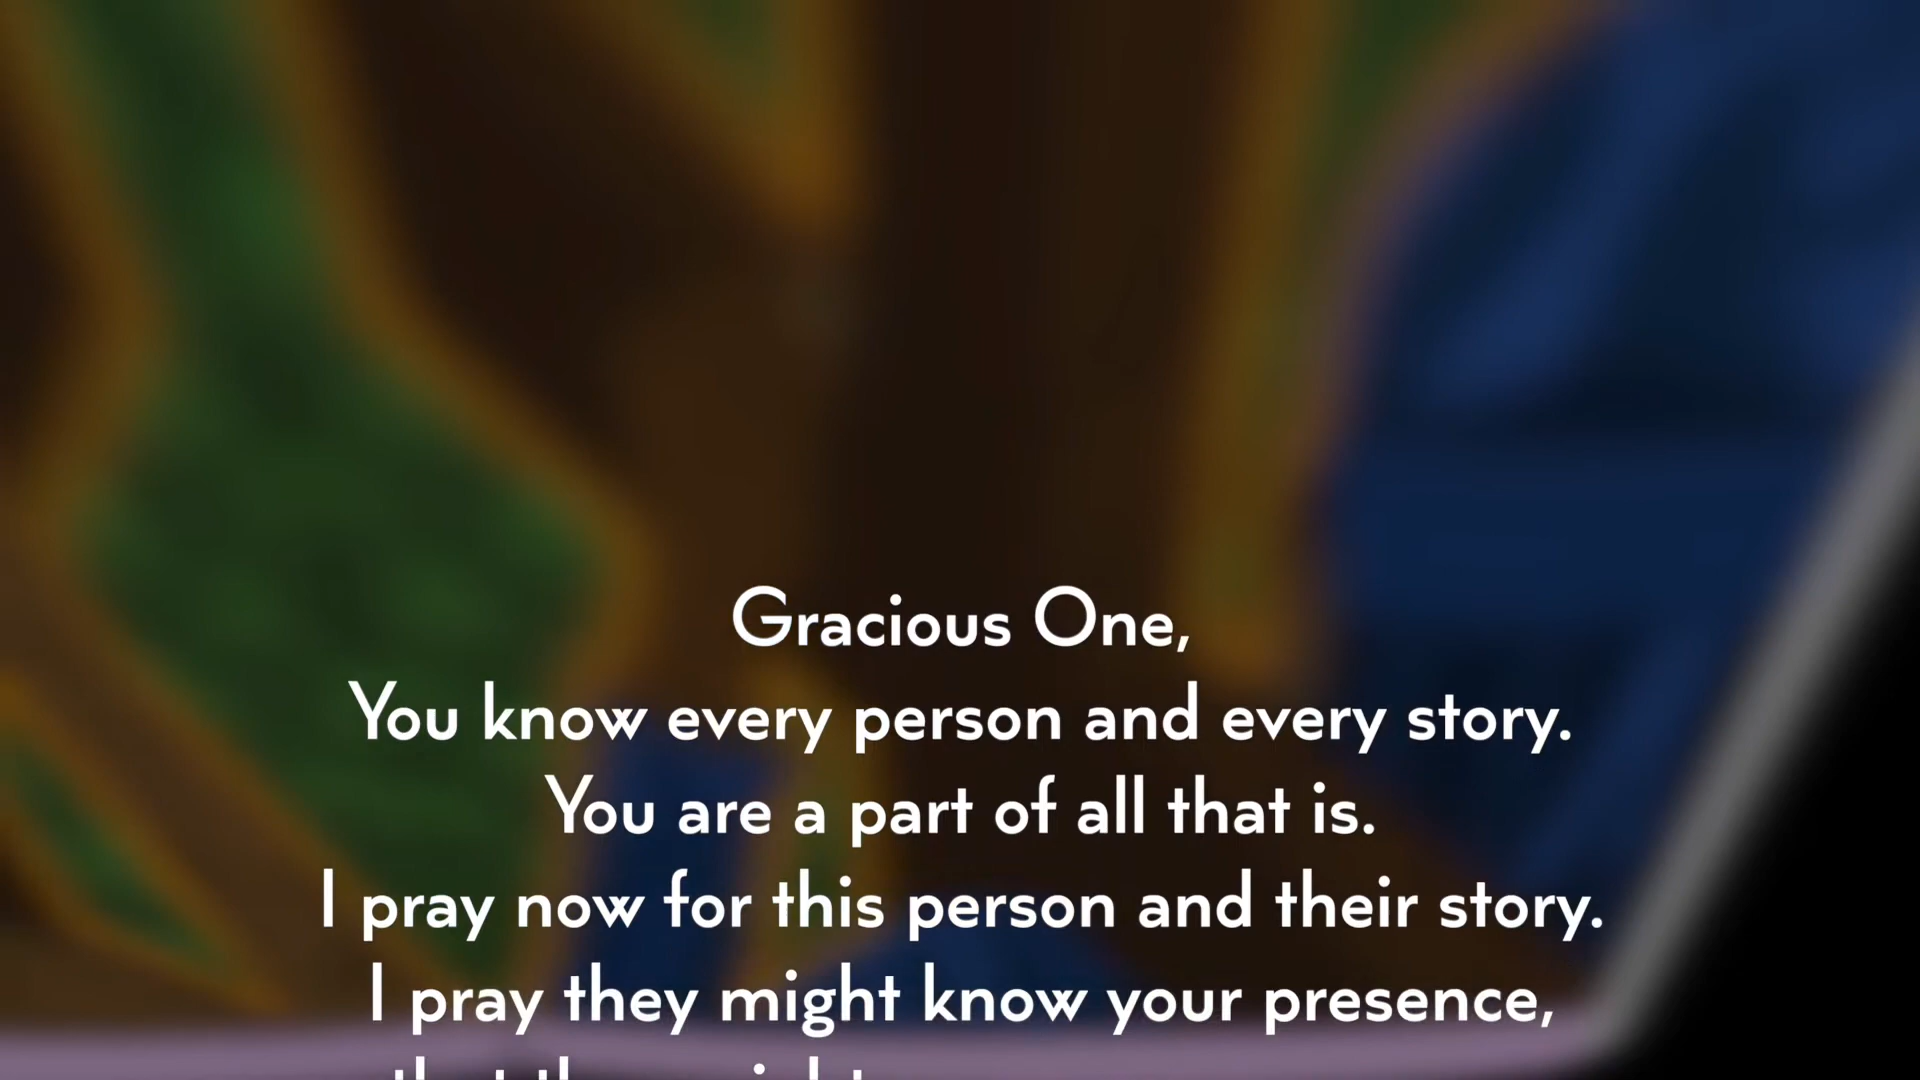 Gracious One,
You know every person and every story.
You are a part of all that is.
I pray now for this person and their story.
I pray they might know your presence,